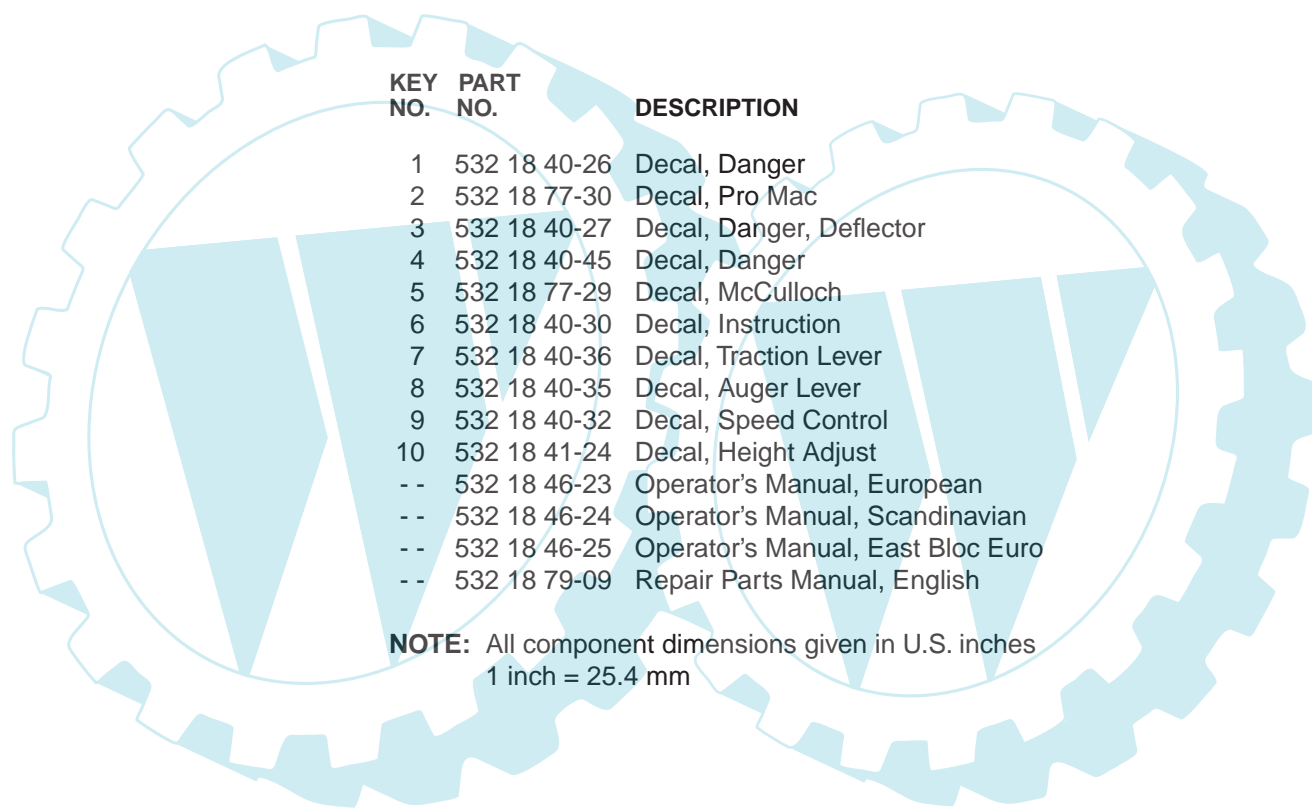 KEY PART
NO. NO. DESCRIPTION
1 532 18 40-26 Decal, Danger
2 532 18 77-30 Decal, Pro Mac
3 532 18 40-27 Decal, Danger, Deflector
4 532 18 40-45 Decal, Danger
5 532 18 77-29 Decal, McCulloch
6 532 18 40-30 Decal, Instruction
7 532 18 40-36 Decal, Traction Lever
8 532 18 40-35 Decal, Auger Lever
9 532 18 40-32 Decal, Speed Control
10 532 18 41-24 Decal, Height Adjust
- - 532 18 46-23 Operator’s Manual, European
- - 532 18 46-24 Operator’s Manual, Scandinavian
- - 532 18 46-25 Operator’s Manual, East Bloc Euro
- - 532 18 79-09 Repair Parts Manual, English
NOTE: All component dimensions given in U.S. inches
1 inch = 25.4 mm